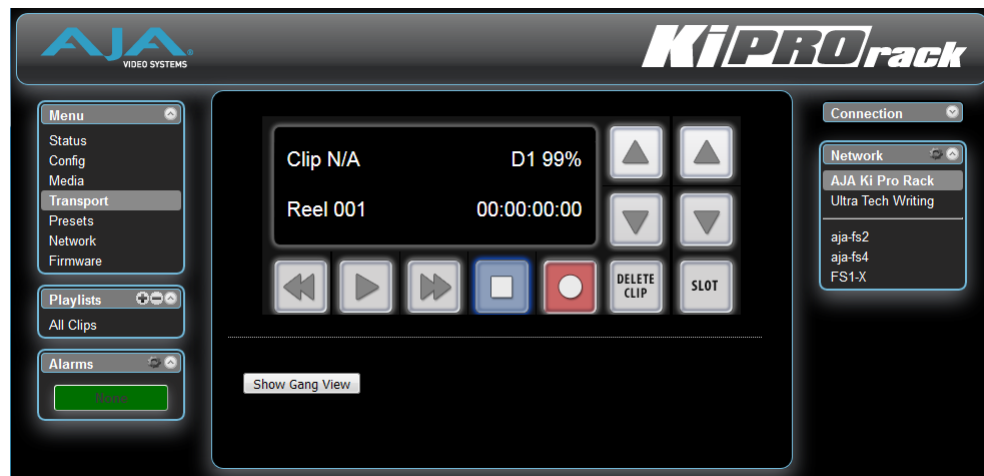 AJA
VIDEO SYSTEMS
KiPRO rack
Menu
Status
Config
Media
Transport
Presets
Network
Firmware
Playlists
All Clips
Alarms
None
Clip N/A
D1 99%
Reel 001
00:00:00:00
DELETE
CLIP
SLOT
Show Gang View
Connection
Network
AJA Ki Pro Rack
Ultra Tech Writing
aja-fs2
aja-fs4
FS1-X